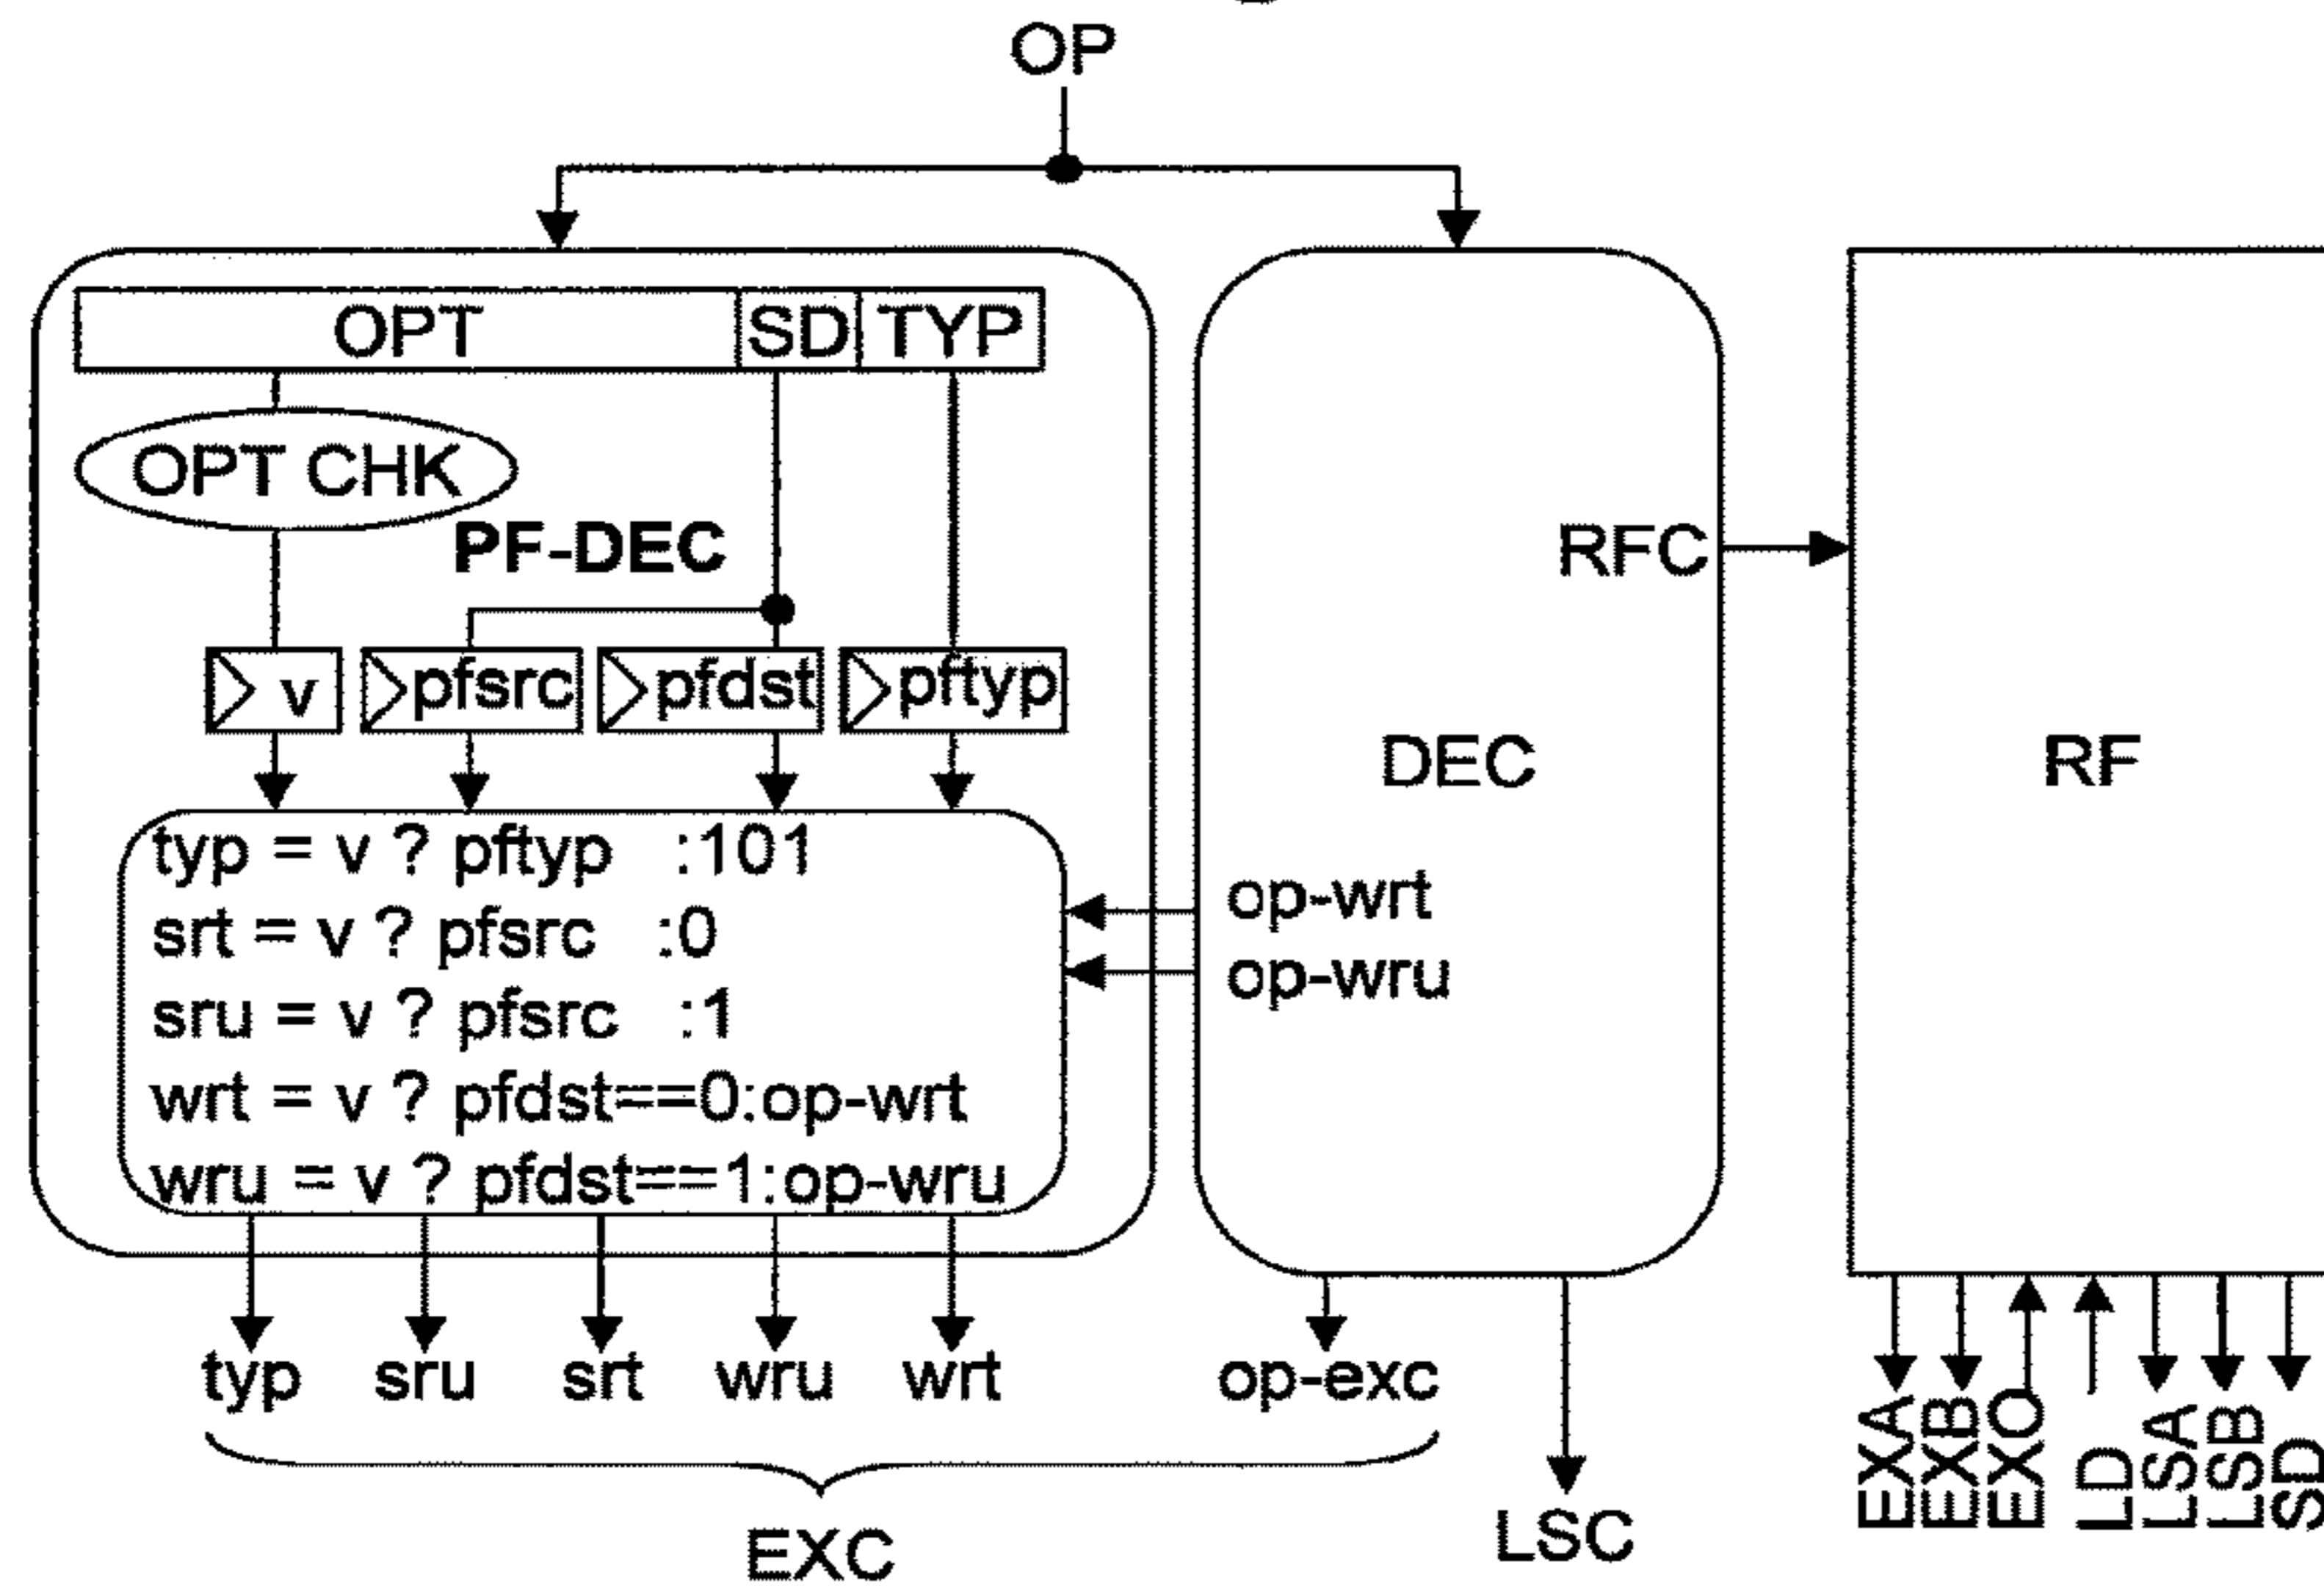 OP
OPT SD TYP
OPT CHK
PF-DEC
RFC
v pfsrc pfdst pftyp
DEC
RF
typ = v ? pftyp :101
srt = v ? pfsrc :0
sru = v ? pfsrc :1
wrt = v ? pfdst==0:op-wrt
wru = v ? pfdst==1:op-wru
op-wrt
op-wru
typ sru srt wru wrt op-exc
EXA
EXB
EXO
LD
LSA
LSB
SD
EXC
LSC